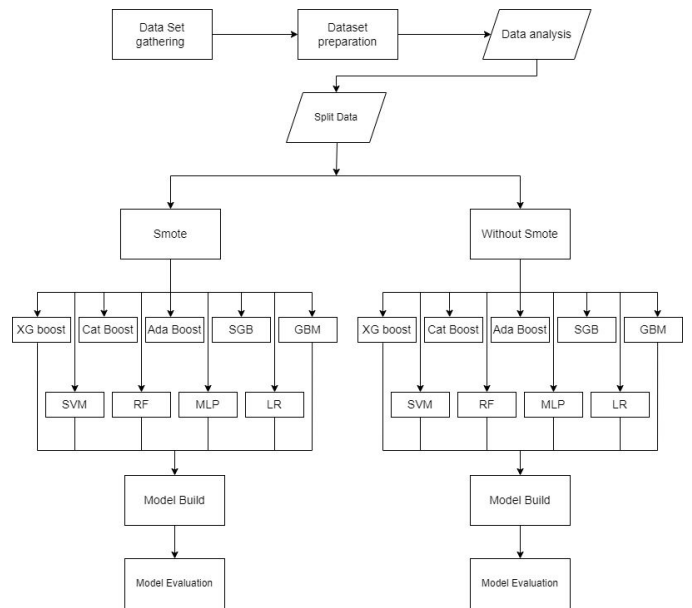 Data Set
gathering
Dataset
preparation
Data analysis
Split Data
Smote
Without Smote
XG boost
Cat Boost
Ada Boost
SGB
GBM
XG boost
Cat Boost
Ada Boost
SGB
GBM
SVM
RF
MLP
LR
SVM
RF
MLP
LR
Model Build
Model Build
Model Evaluation
Model Evaluation